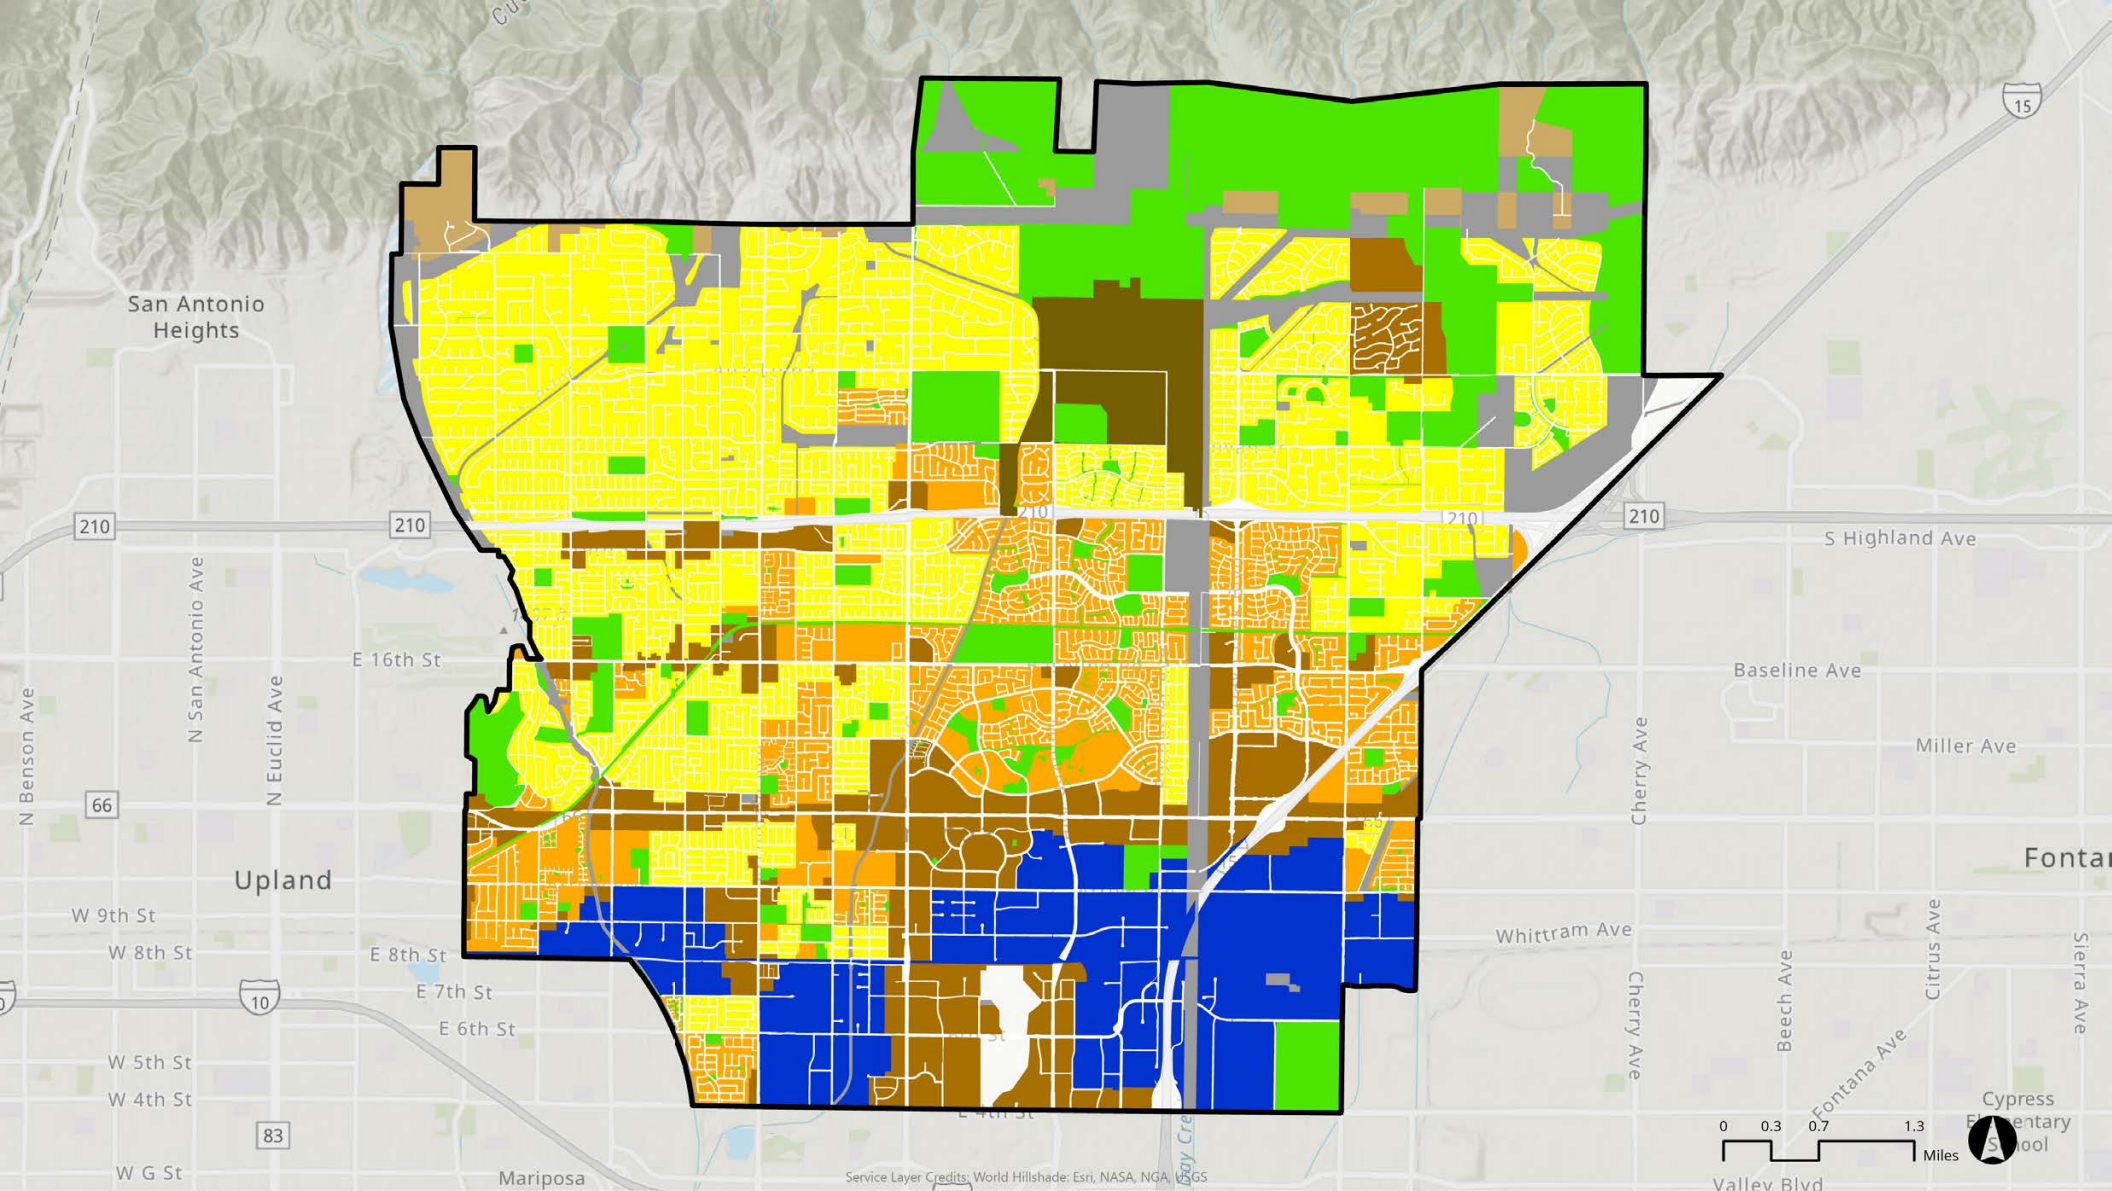 15
San Antonio
Heights
210
210
210
210
210
S Highland Ave
N San Antonio Ave
E 16th St
Baseline Ave
N Benson Ave
N Euclid Ave
Cherry Ave
Miller Ave
66
Upland
W 9th St
W 8th St
E 8th St
Whittram Ave
Citrus Ave
Sierra Ave
10
E 7th St
E 6th St
Cherry Ave
Beech Ave
Fontana Ave
W 5th St
W 4th St
E 4th St
83
Cypress
School
0 0.3 0.7 1.3
Miles
W G St
Mariposa
Service Layer Credits: World Hillshade: Esri, NASA, NGA, USGS
Valley Blvd